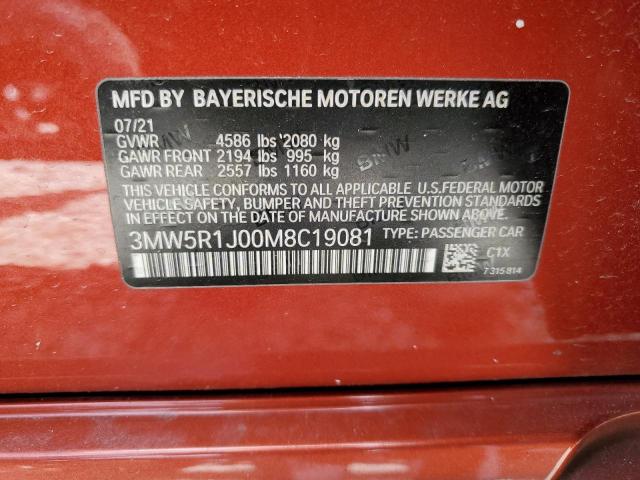 MFD BY BAYERISCHE MOTOREN WERKE AG
07/21
GVWR 4586 lbs 2080 kg
GAWR FRONT 2194 lbs 995 kg
GAWR REAR 2557 lbs 1160 kg
THIS VEHICLE CONFORMS TO ALL APPLICABLE U.S.FEDERAL MOTOR
VEHICLE SAFETY, BUMPER AND THEFT PREVENTION STANDARDS
IN EFFECT ON THE DATE OF MANUFACTURE SHOWN ABOVE.
3MW5R1J00M8C19081 TYPE: PASSENGER CAR
C1X
7315814